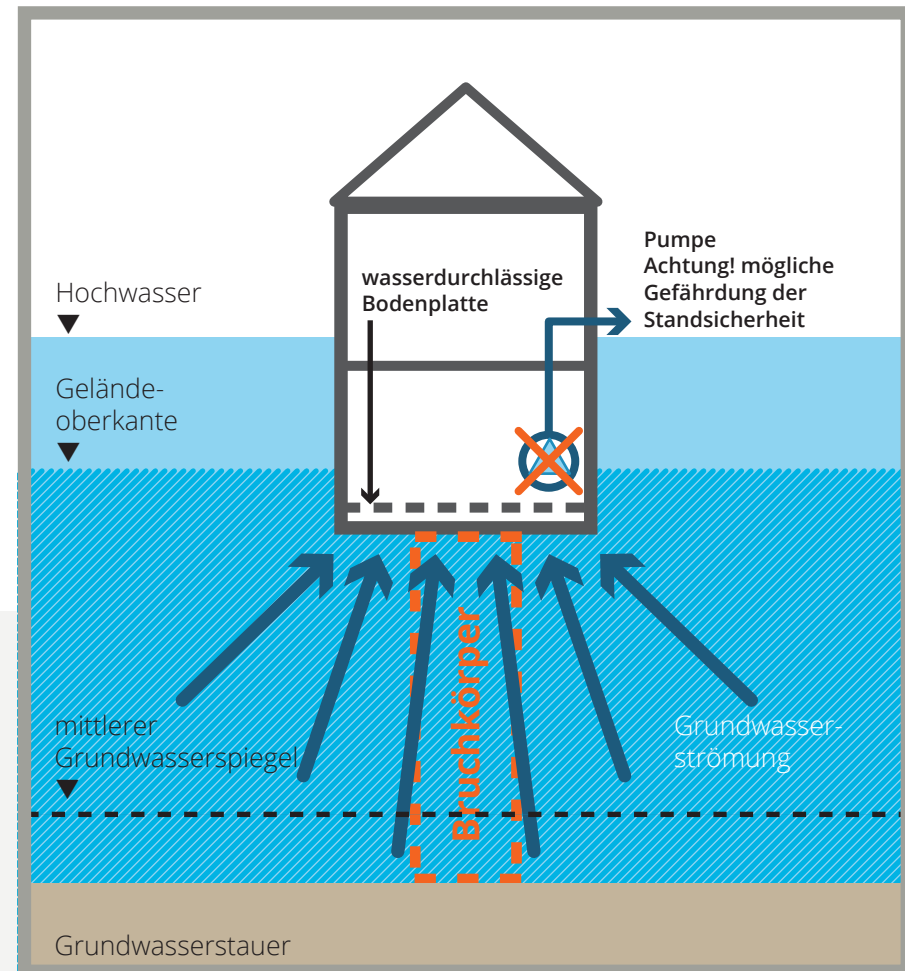 Pumpe
Achtung! mögliche
Gefährdung der
Standsicherheit
wasserdurchlässige
Bodenplatte
Hochwasser
Gelände-
oberkante
Bruchkörper
mittlerer
Grundwasserspiegel
Grundwasser-
strömung
Grundwasserstauer